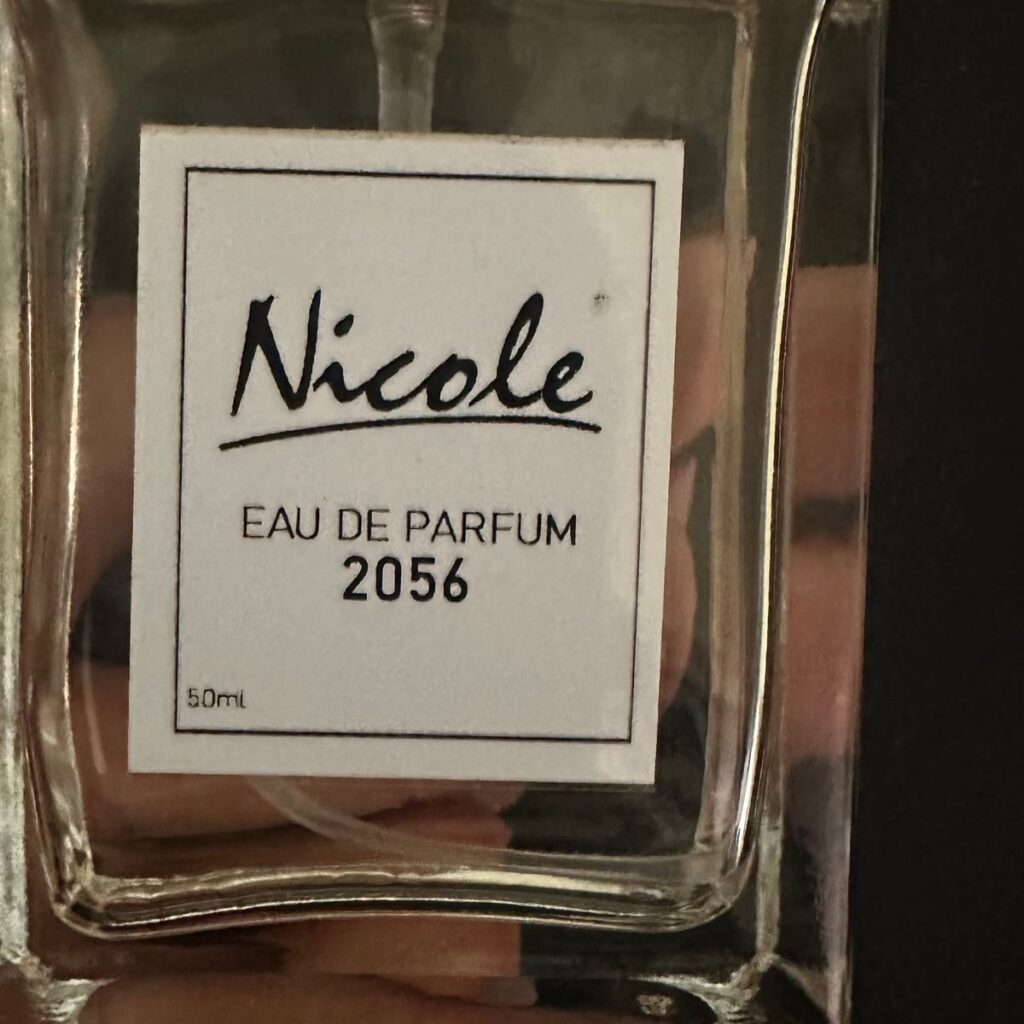 Nicole
EAU DE PARFUM
2056
50ml